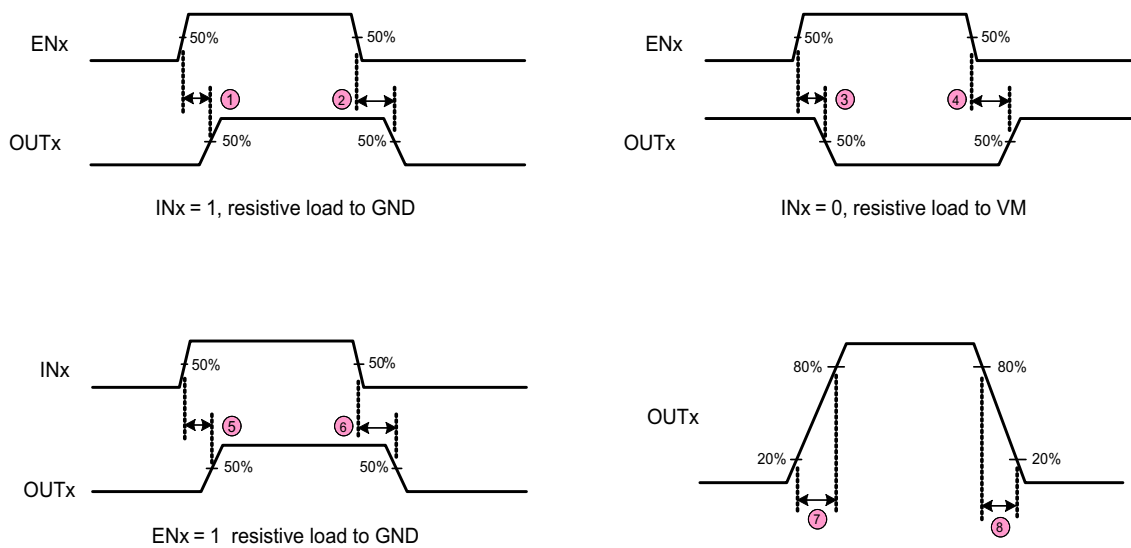 ENx
50%
50%
1
2
OUTx
50%
50%
INx = 1, resistive load to GND
ENx
50%
50%
3
4
OUTx
50%
50%
INx = 0, resistive load to VM
INx
50%
50%
5
6
OUTx
50%
50%
ENx = 1 resistive load to GND
80%
80%
OUTx
20%
20%
7
8